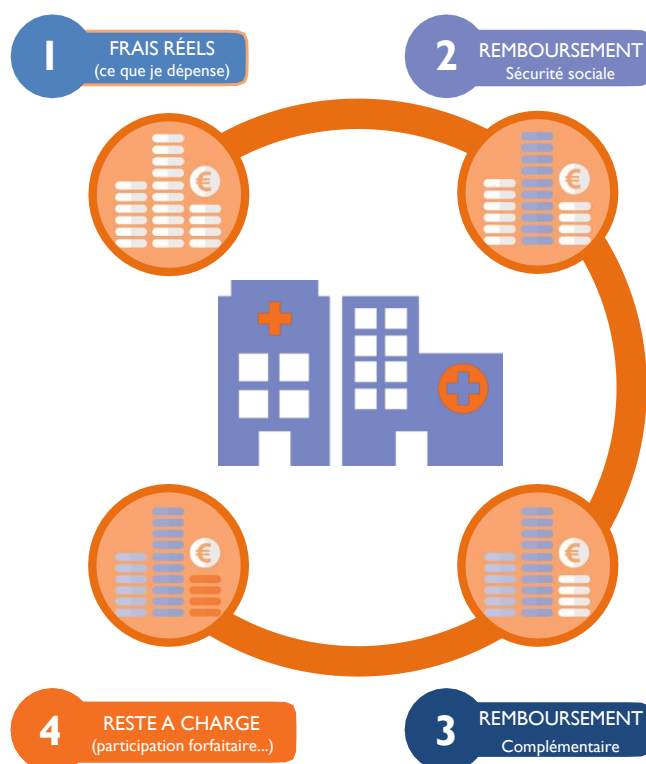 1
FRAIS RÉELS
(ce que je dépense)
2
REMBOURSEMENT
Sécurité sociale
€
€
€
€
4
RESTE A CHARGE
(participation forfaitaire...)
3
REMBOURSEMENT
Complémentaire